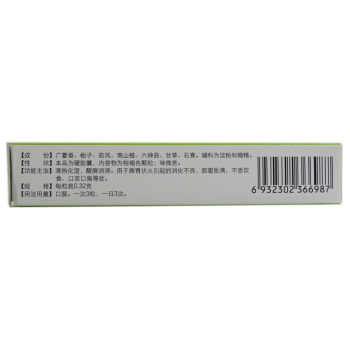 【成　份】广藿香、栀子、防风、南山楂、六神曲、甘草、石膏。辅料为淀粉和糊精。
【性　状】本品为硬胶囊，内容物为棕褐色颗粒；味微苦。
【功能主治】清热化湿，醒脾消滞。用于脾胃伏火引起的消化不良，脘腹胀满，不思饮
食，口苦口臭等症。
【规　格】每粒装0.32克
【用法用量】口服。一次3粒，一日3次。
6 932302 366987